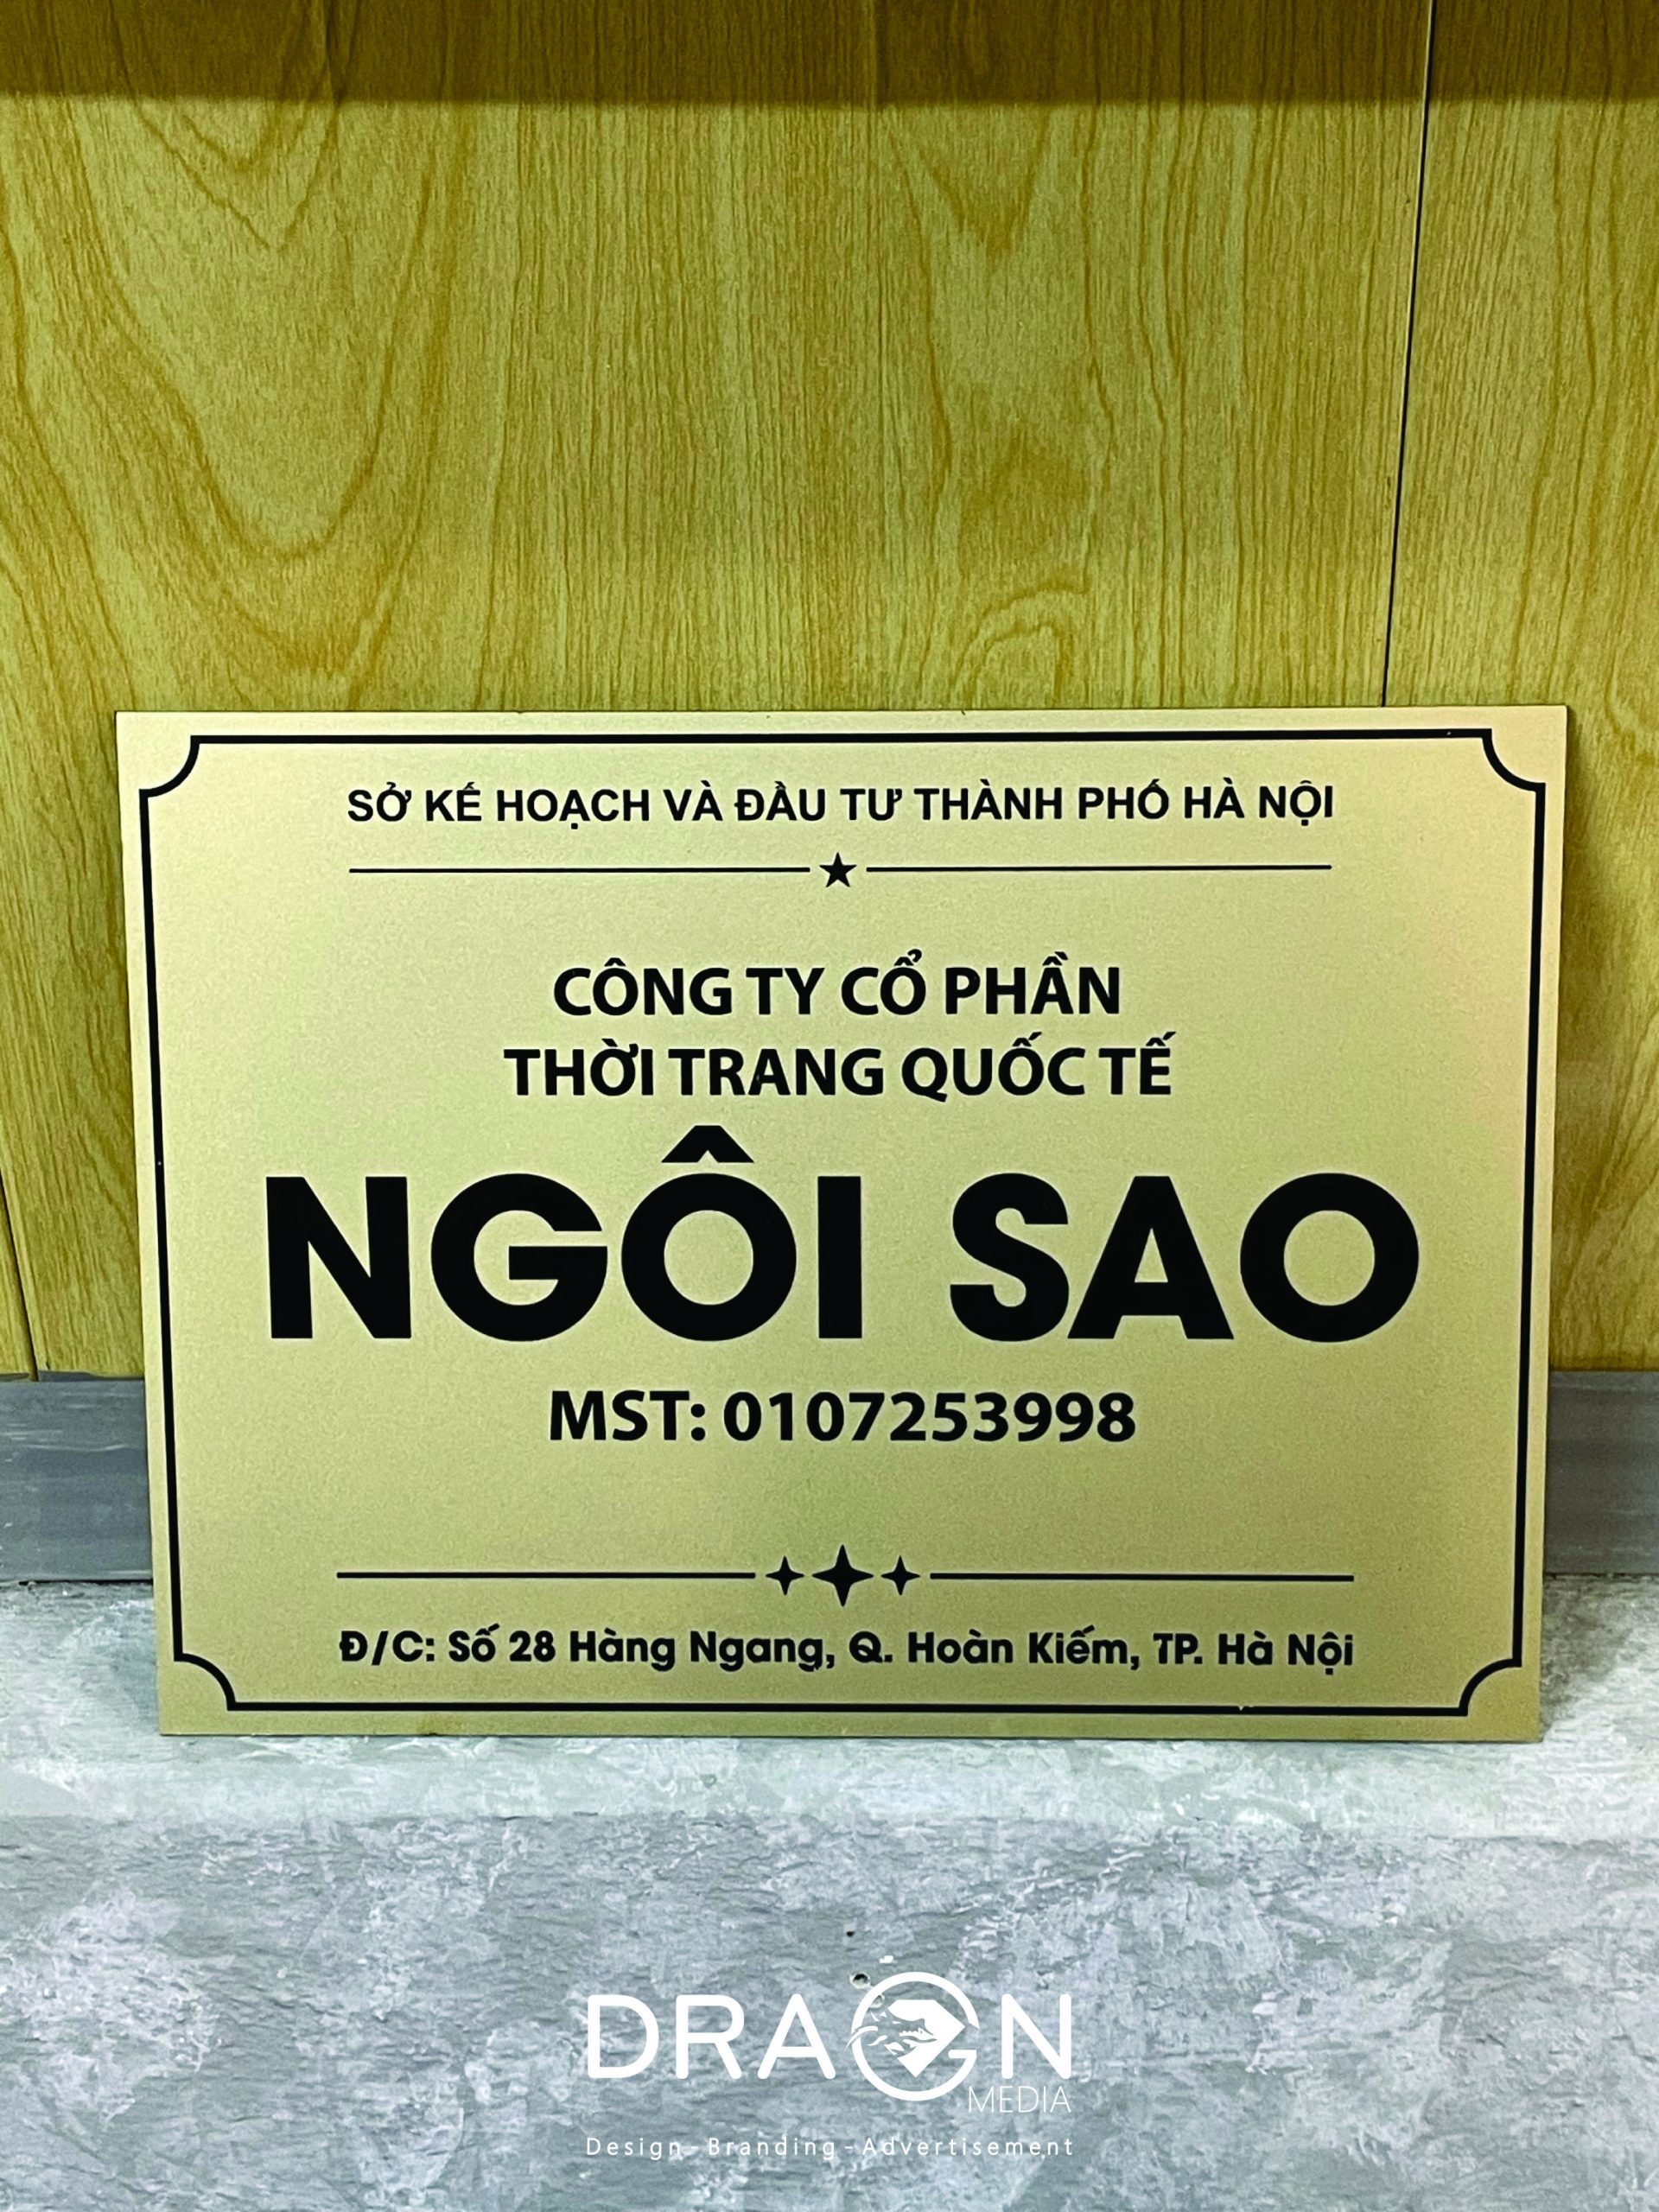 SỞ KẾ HOẠCH VÀ ĐẦU TƯ THÀNH PHỐ HÀ NỘI
CÔNG TY CỔ PHẦN
THỜI TRANG QUỐC TẾ
NGÔI SAO
MST: 0107253998
Đ/C: Số 28 Hàng Ngang, Q. Hoàn Kiếm, TP. Hà Nội
DRAGON
MEDIA
Design - Branding - Advertisement